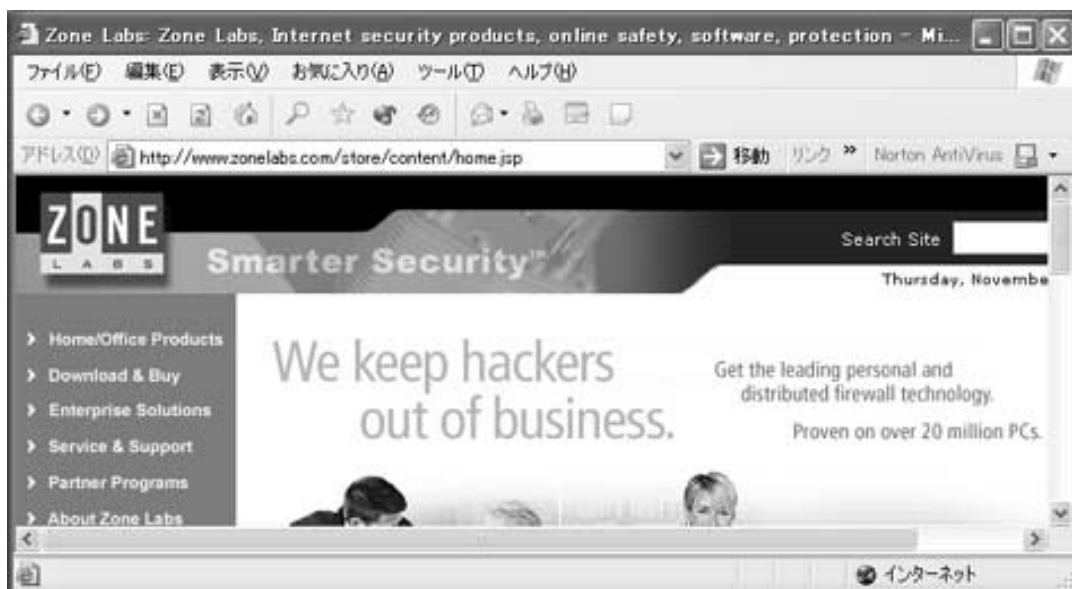 Zone Labs: Zone Labs, Internet security products, online safety, software, protection - Mi...
ファイル(F) 編集(E) 表示(V) お気に入り(A) ツール(T) ヘルプ(H)
アドレス(D) http://www.zonelabs.com/store/content/home.jsp 移動 リンク » Norton AntiVirus
ZONE
LABS
Smarter Security™
Search Site
Thursday, Novembe
Home/Office Products
Download & Buy
Enterprise Solutions
Service & Support
Partner Programs
About Zone Labs
We keep hackers
out of business.
Get the leading personal and
distributed firewall technology.
Proven on over 20 million PCs.
インターネット